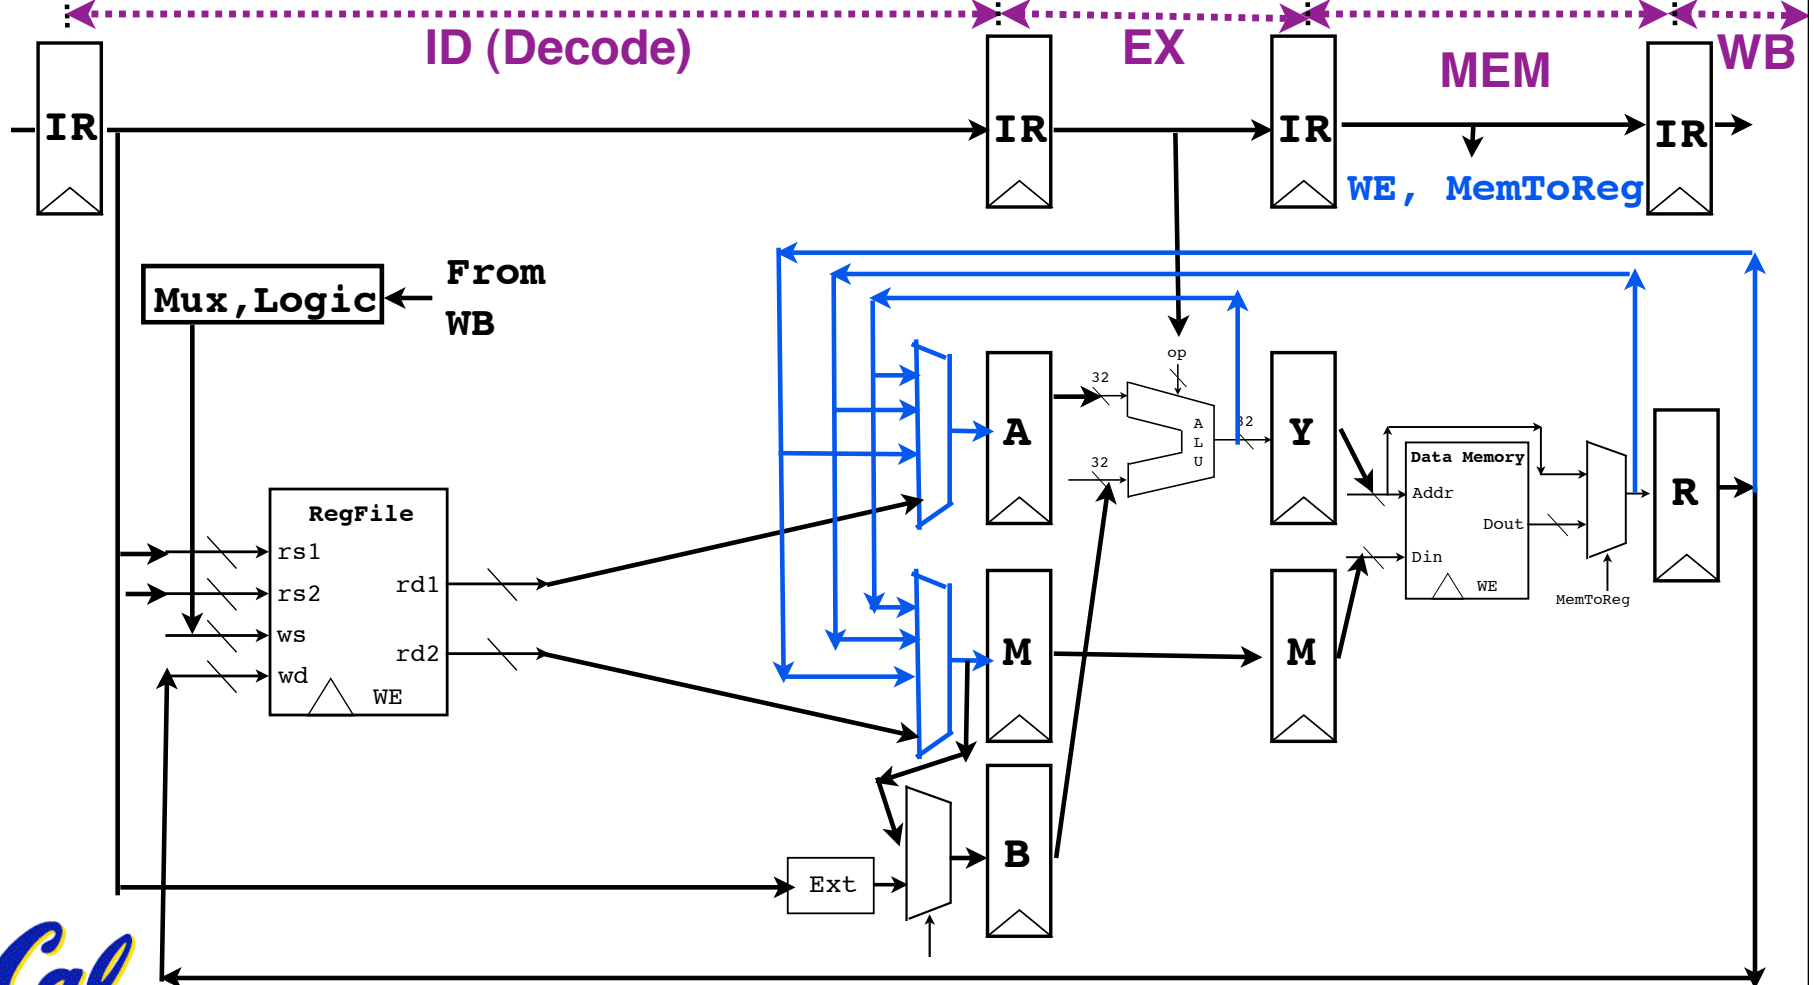 ID (Decode)
EX
MEM
WB
IR
IR
IR
IR
WE, MemToReg
Mux,Logic
From
WB
op
32
32
32
A
L
U
A
Y
Data Memory
Addr
Dout
Din
WE
MemToReg
R
RegFile
rs1
rs2
ws
wd
rd1
rd2
WE
M
M
B
Ext
Cal